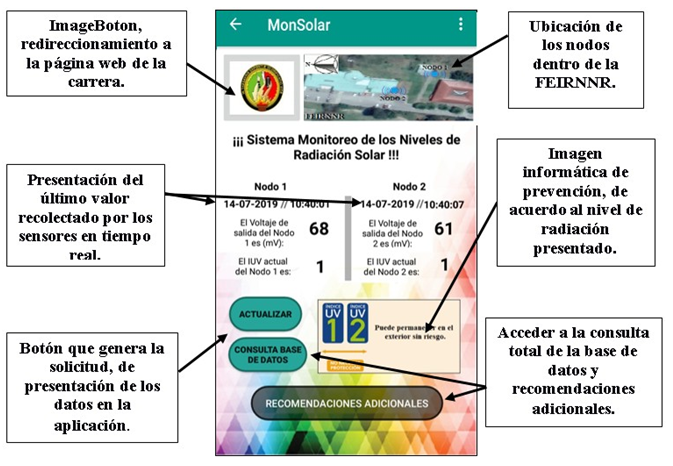 ImageBoton,
redireccionamiento a
la página web de la
carrera.
Presentación del
último valor
recolectado por los
sensores en tiempo
real.
Botón que genera la
solicitud, de
presentación de los
datos en la
aplicación.
MonSolar
N
NODO 1
NODO 2
FEIRNNR
¡¡¡ Sistema Monitoreo de los Niveles de
Radiación Solar !!!
Nodo 1
14-07-2019 // 10:40:01
El Voltaje de
salida del Nodo
1 es (mV):
68
El IUV actual
del Nodo 1 es:
1
Nodo 2
14-07-2019 //10:40:07
El Voltaje de
salida del Nodo
2 es (mV):
61
El IUV actual
del Nodo 2 es:
1
ACTUALIZAR
CONSULTA BASE
DE DATOS
ÍNDICE
UV
1
ÍNDICE
UV
2
Puede permanecer en el
exterior sin riesgo.
PROTECCIÓN
RECOMENDACIONES ADICIONALES
Ubicación de
los nodos
dentro de la
FEIRNNR.
Imagen
informática de
prevención, de
acuerdo al nivel de
radiación
presentado.
Acceder a la consulta
total de la base de
datos y
recomendaciones
adicionales.